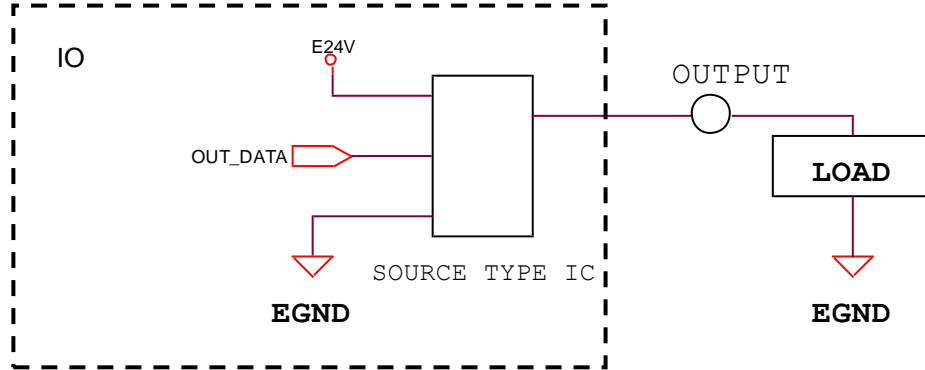 IO
E24V
OUTPUT
OUT_DATA
LOAD
SOURCE TYPE IC
EGND
EGND